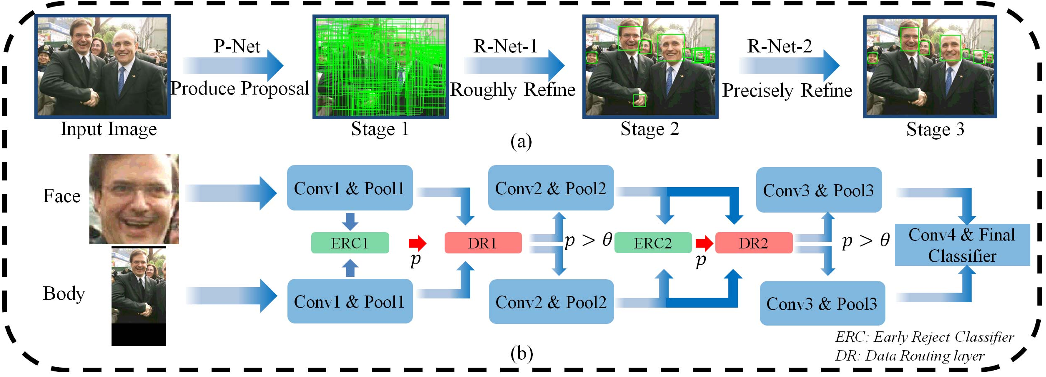 P-Net
Produce Proposal
R-Net-1
Roughly Refine
R-Net-2
Precisely Refine
Input Image
Stage 1
Stage 2
Stage 3
(a)
Face
Conv1 & Pool1
Conv2 & Pool2
Conv3 & Pool3
ERC1
p
DR1
p > θ
ERC2
p
DR2
p > θ
Conv4 & Final
Classifier
Body
Conv1 & Pool1
Conv2 & Pool2
Conv3 & Pool3
(b)
ERC: Early Reject Classifier
DR: Data Routing layer